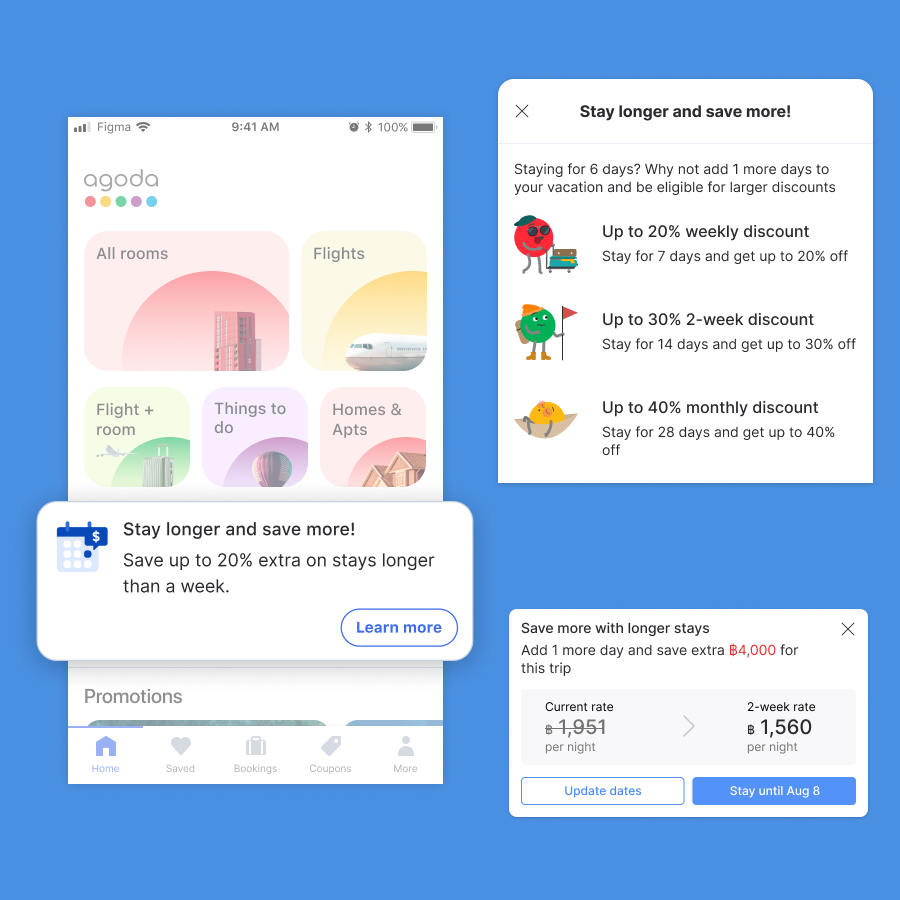 Figma
9:41 AM
100%
agoda
All rooms
Flights
Flight +
room
Things to
do
Homes &
Apts
$
Stay longer and save more!
Save up to 20% extra on stays longer
than a week.
Learn more
Promotions
Home
Saved
Bookings
Coupons
More
Stay longer and save more!
Staying for 6 days? Why not add 1 more days to
your vacation and be eligible for larger discounts
Up to 20% weekly discount
Stay for 7 days and get up to 20% off
Up to 30% 2-week discount
Stay for 14 days and get up to 30% off
Up to 40% monthly discount
Stay for 28 days and get up to 40%
off
Save more with longer stays
Add 1 more day and save extra ฿4,000 for
this trip
Current rate
฿ 1,951
per night
2-week rate
฿ 1,560
per night
Update dates
Stay until Aug 8